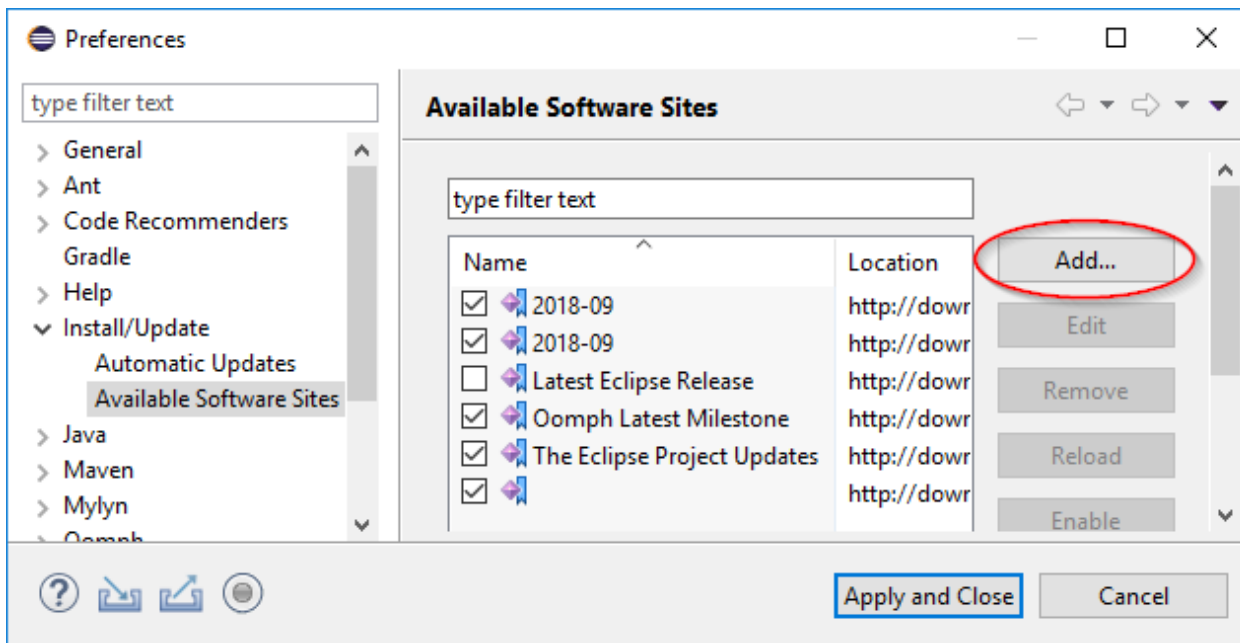 Preferences
type filter text
General
Ant
Code Recommenders
Gradle
Help
Install/Update
Automatic Updates
Available Software Sites
Java
Maven
Mylyn
Oomph
Available Software Sites
type filter text
Name Location
2018-09 http://dowr
2018-09 http://dowr
Latest Eclipse Release http://dowr
Oomph Latest Milestone http://dowr
The Eclipse Project Updates http://dowr
http://dowr
Add...
Edit
Remove
Reload
Enable
Apply and Close Cancel